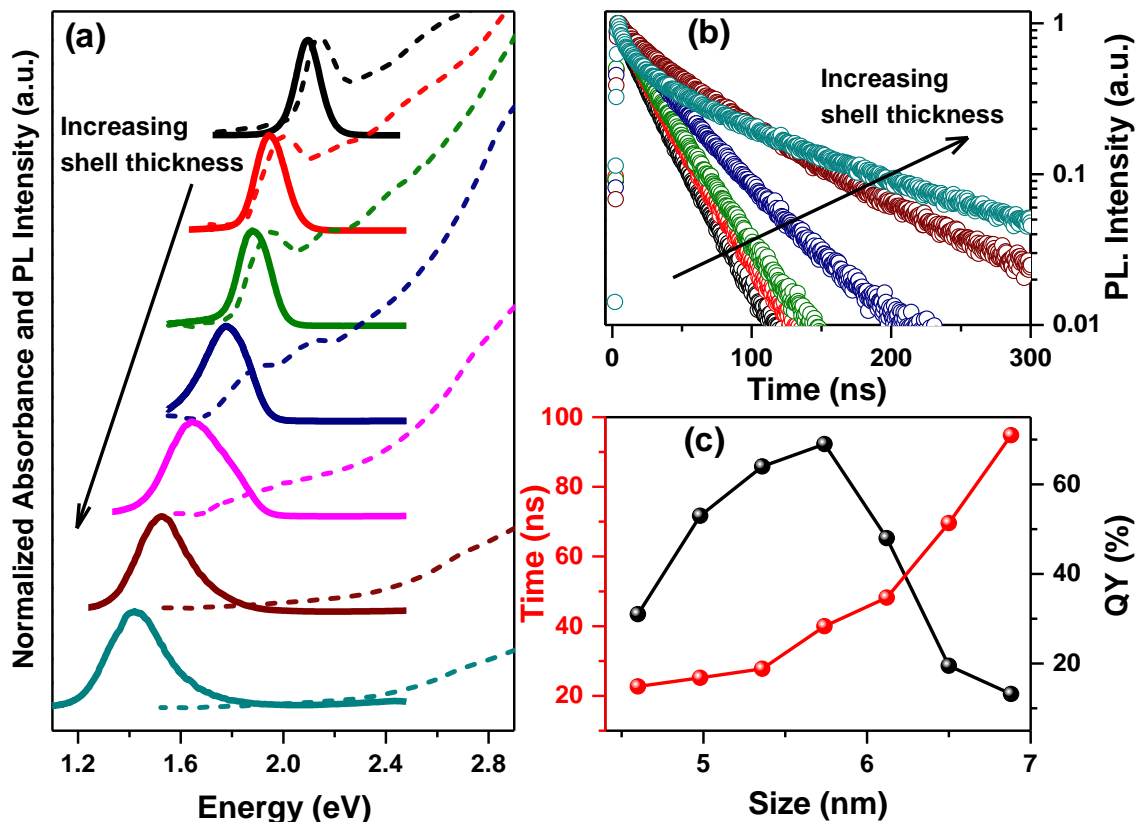 (a)
Normalized Absorbance and PL Intensity (a.u.)
Increasing
shell thickness
1.2 1.6 2.0 2.4 2.8
Energy (eV)
(b)
Increasing
shell thickness
1
0.1
0.01
PL. Intensity (a.u.)
0 100 200 300
Time (ns)
(c)
100
80
60
40
20
Time (ns)
60
40
20
QY (%)
5 6 7
Size (nm)